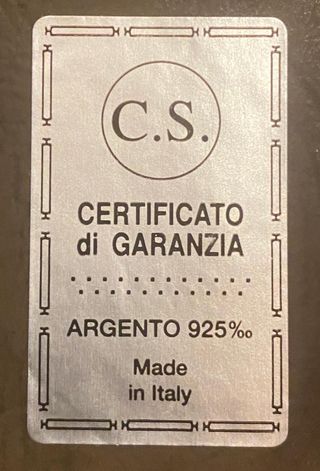 C.S.
CERTIFICATO
di GARANZIA
ARGENTO 925‰
Made
in Italy